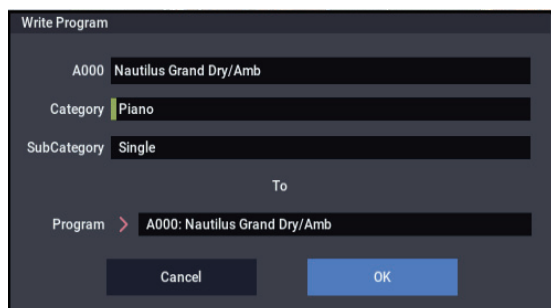 Write Program
A000 Nautilus Grand Dry/Amb
Category Piano
SubCategory Single
To
Program > A000: Nautilus Grand Dry/Amb
Cancel OK